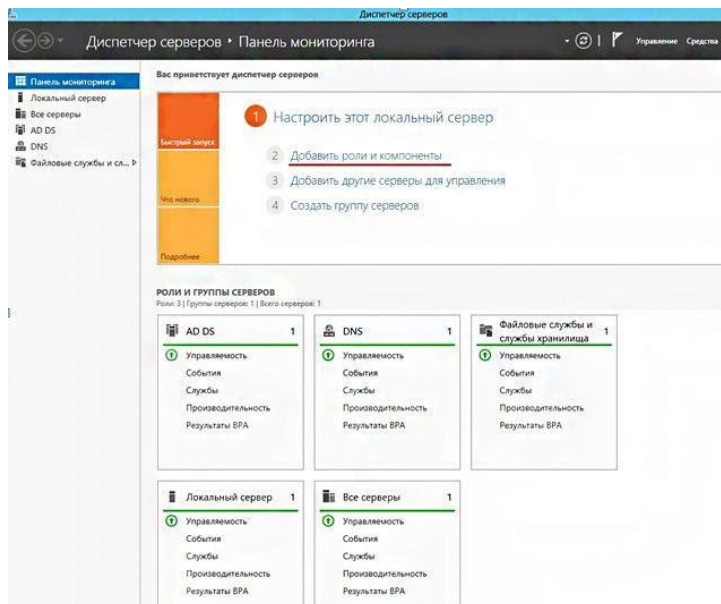 Диспетчер серверов
Диспетчер серверов • Панель мониторинга
Управление Средства
Панель мониторинга
Локальный сервер
Все серверы
AD DS
DNS
Файловые службы и сл...
Вас приветствует диспетчер серверов
Быстрый запуск
Что нового
Подробнее
1 Настроить этот локальный сервер
2 Добавить роли и компоненты
3 Добавить другие серверы для управления
4 Создать группу серверов
РОЛИ И ГРУППЫ СЕРВЕРОВ
Роли: 3 | Группы серверов: 1 | Всего серверов: 1
AD DS 1
Управляемость
События
Службы
Производительность
Результаты BPA
DNS 1
Управляемость
События
Службы
Производительность
Результаты BPA
Файловые службы и
службы хранилища 1
Управляемость
События
Службы
Производительность
Результаты BPA
Локальный сервер 1
Управляемость
События
Службы
Производительность
Результаты BPA
Все серверы 1
Управляемость
События
Службы
Производительность
Результаты BPA